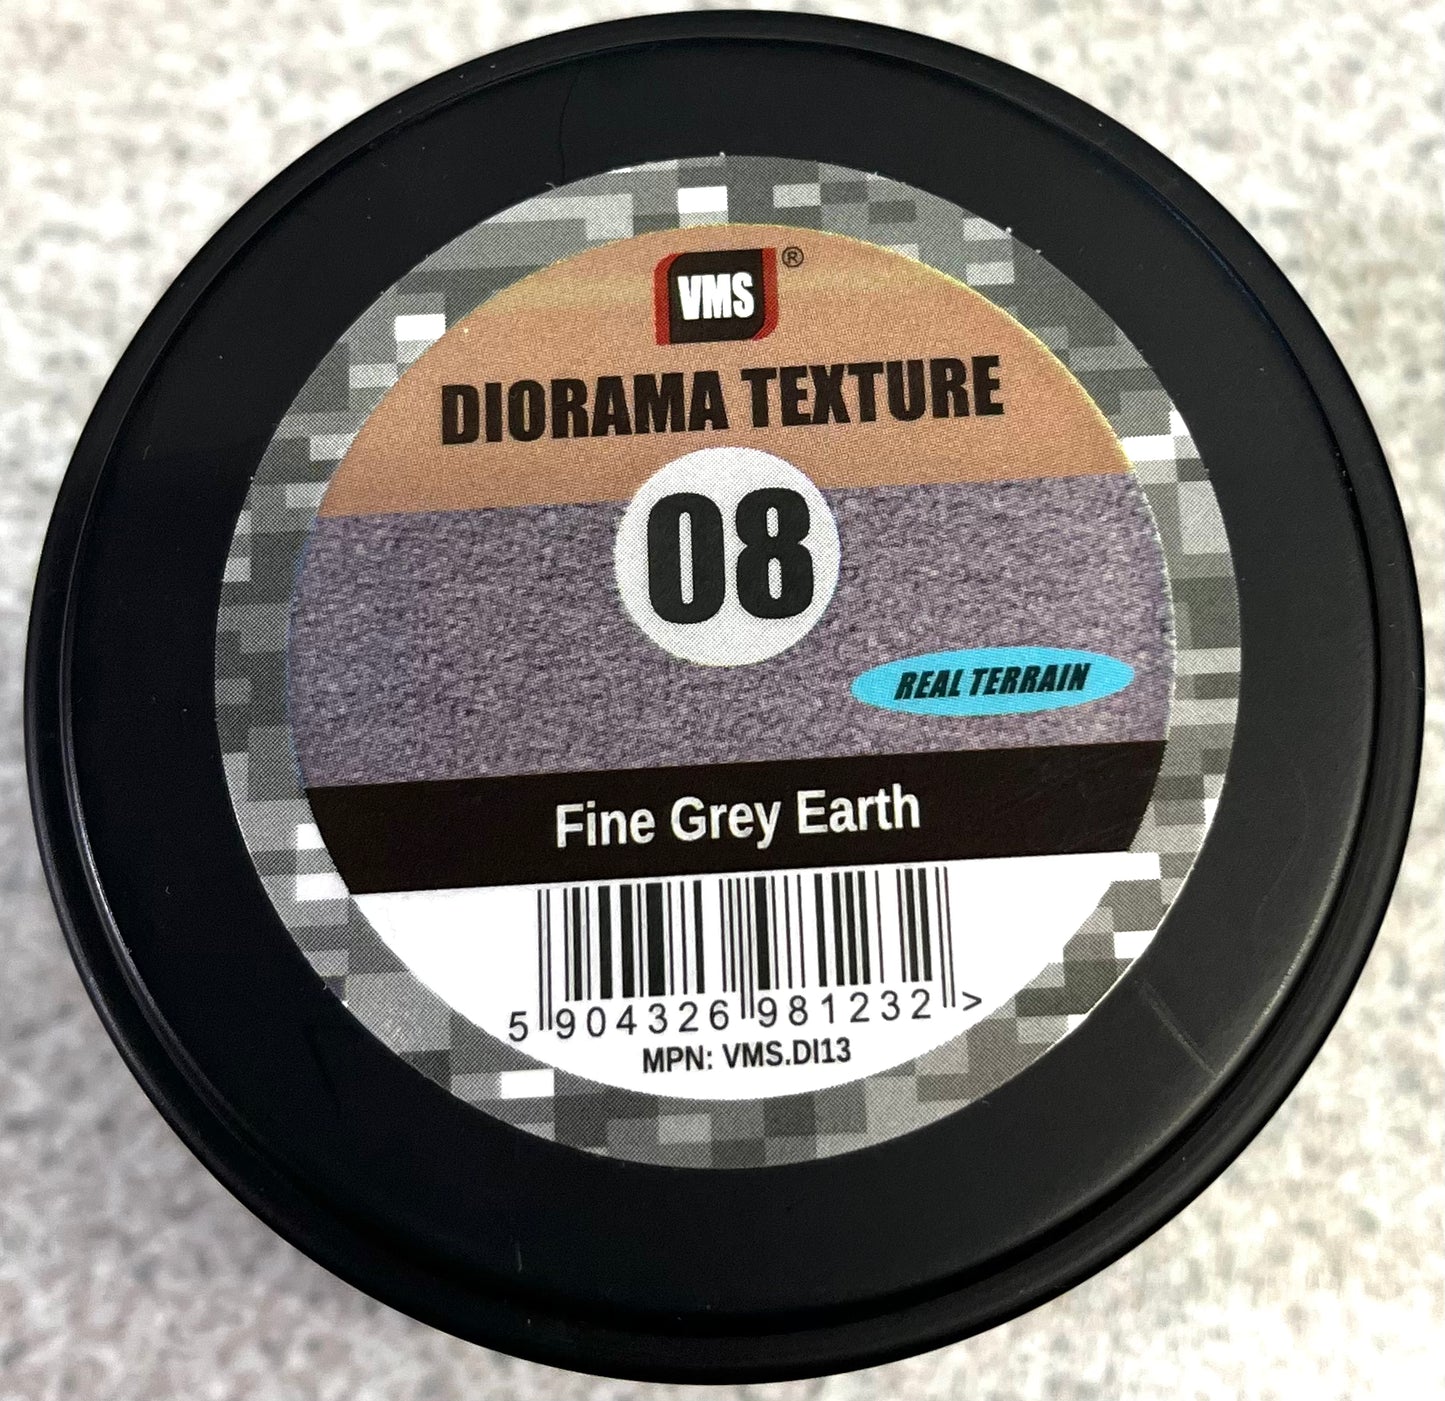 VMS ®
DIORAMA TEXTURE
08
REAL TERRAIN
Fine Grey Earth
5 904326 981232 >
MPN: VMS.DI13